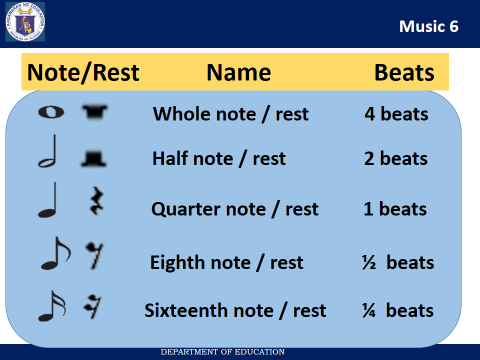 Music 6
Note/Rest Name Beats
Whole note / rest 4 beats
Half note / rest 2 beats
Quarter note / rest 1 beats
Eighth note / rest ½ beats
Sixteenth note / rest ¼ beats
DEPARTMENT OF EDUCATION